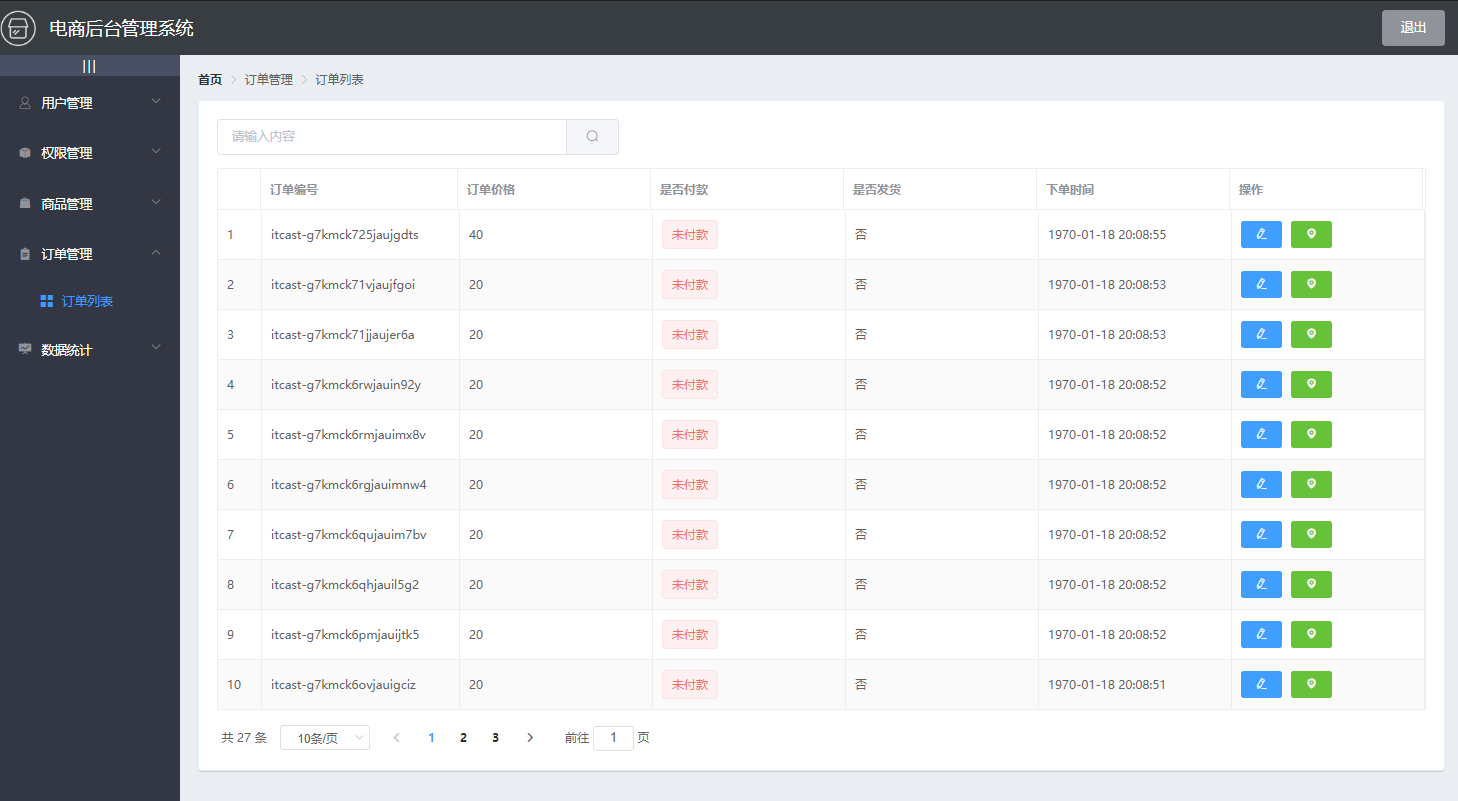 电商后台管理系统
退出
|||
用户管理
权限管理
商品管理
订单管理
订单列表
数据统计
首页 > 订单管理 > 订单列表
请输入内容
订单编号 订单价格 是否付款 是否发货 下单时间 操作
1 itcast-g7kmck725jaujgdts 40 未付款 否 1970-01-18 20:08:55
2 itcast-g7kmck71vjaujfgoi 20 未付款 否 1970-01-18 20:08:53
3 itcast-g7kmck71jjaujer6a 20 未付款 否 1970-01-18 20:08:53
4 itcast-g7kmck6rwjauin92y 20 未付款 否 1970-01-18 20:08:52
5 itcast-g7kmck6rmjauimx8v 20 未付款 否 1970-01-18 20:08:52
6 itcast-g7kmck6rgjauimnw4 20 未付款 否 1970-01-18 20:08:52
7 itcast-g7kmck6qujauim7bv 20 未付款 否 1970-01-18 20:08:52
8 itcast-g7kmck6qhjauil5g2 20 未付款 否 1970-01-18 20:08:52
9 itcast-g7kmck6pmjauijtk5 20 未付款 否 1970-01-18 20:08:52
10 itcast-g7kmck6ovjauigciz 20 未付款 否 1970-01-18 20:08:51
共 27 条 10条/页 < 1 2 3 > 前往 1 页